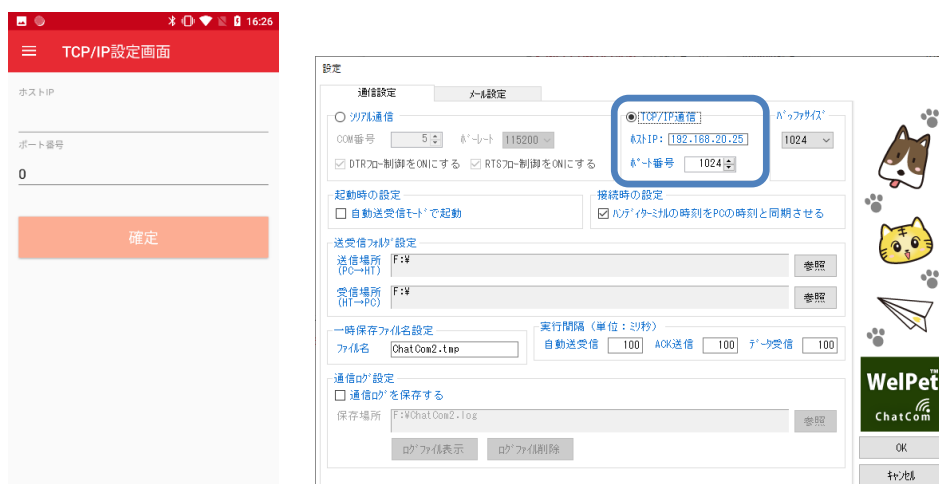 16:26
TCP/IP設定画面
ホストIP
ポート番号
0
確定
設定
通信設定 メール設定
シリアル通信
COM番号 5 ボーレート 115200
DTRフロー制御をONにする RTSフロー制御をONにする
TCP/IP通信
ホストIP: 192.168.20.25
ポート番号 1024
バッファサイズ
1024
起動時の設定
自動送受信モードで起動
接続時の設定
ハンディターミナルの時刻をPCの時刻と同期させる
送受信フォルダ設定
送信場所 F:¥ 参照
(PC→HT)
受信場所 F:¥ 参照
(HT→PC)
一時保存ファイル名設定
ファイル名 ChatCom2.tmp
実行間隔 (単位:ミリ秒)
自動送受信 100 ACK送信 100 データ受信 100
通信ログ設定
通信ログを保存する
保存場所 F:¥ChatCom2.log 参照
ログファイル表示 ログファイル削除
WelPet
ChatCom
OK
キャンセル